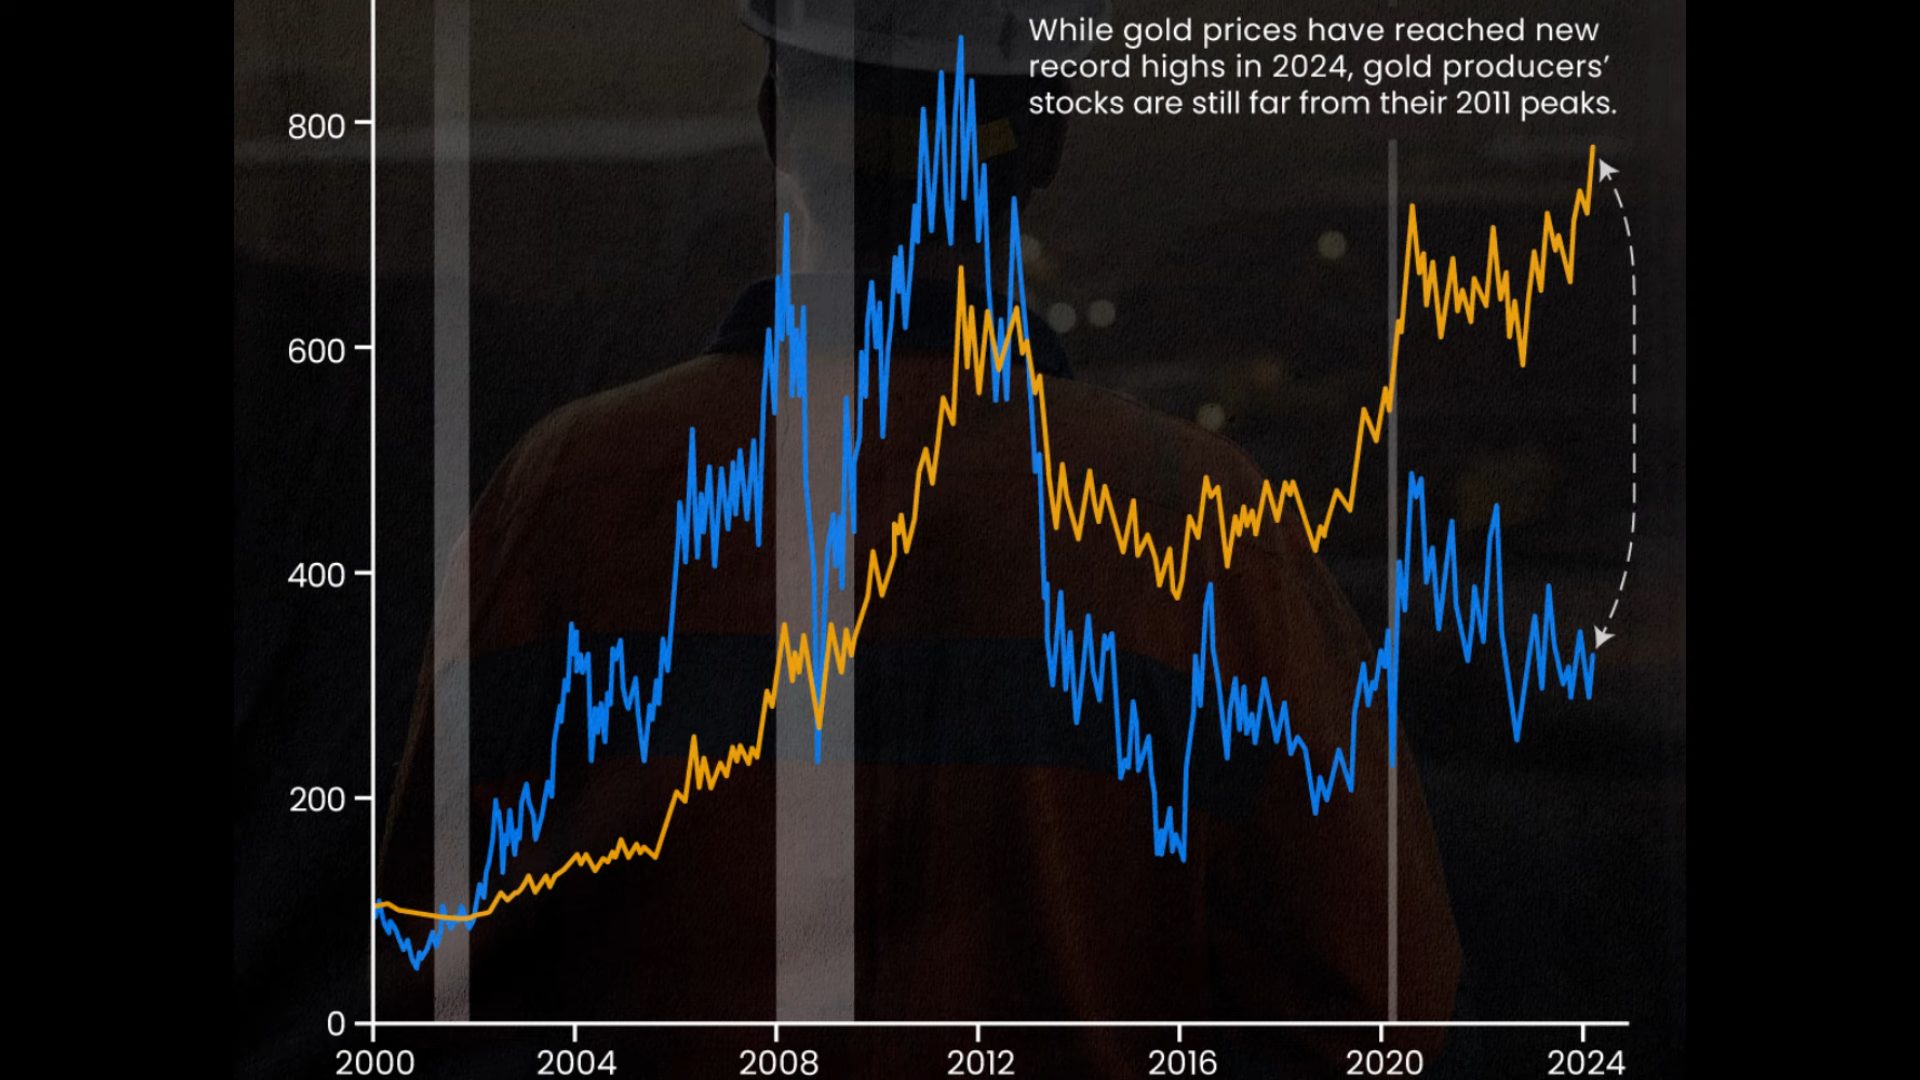 While gold prices have reached new
record highs in 2024, gold producers’
stocks are still far from their 2011 peaks.
800
600
400
200
0
2000 2004 2008 2012 2016 2020 2024